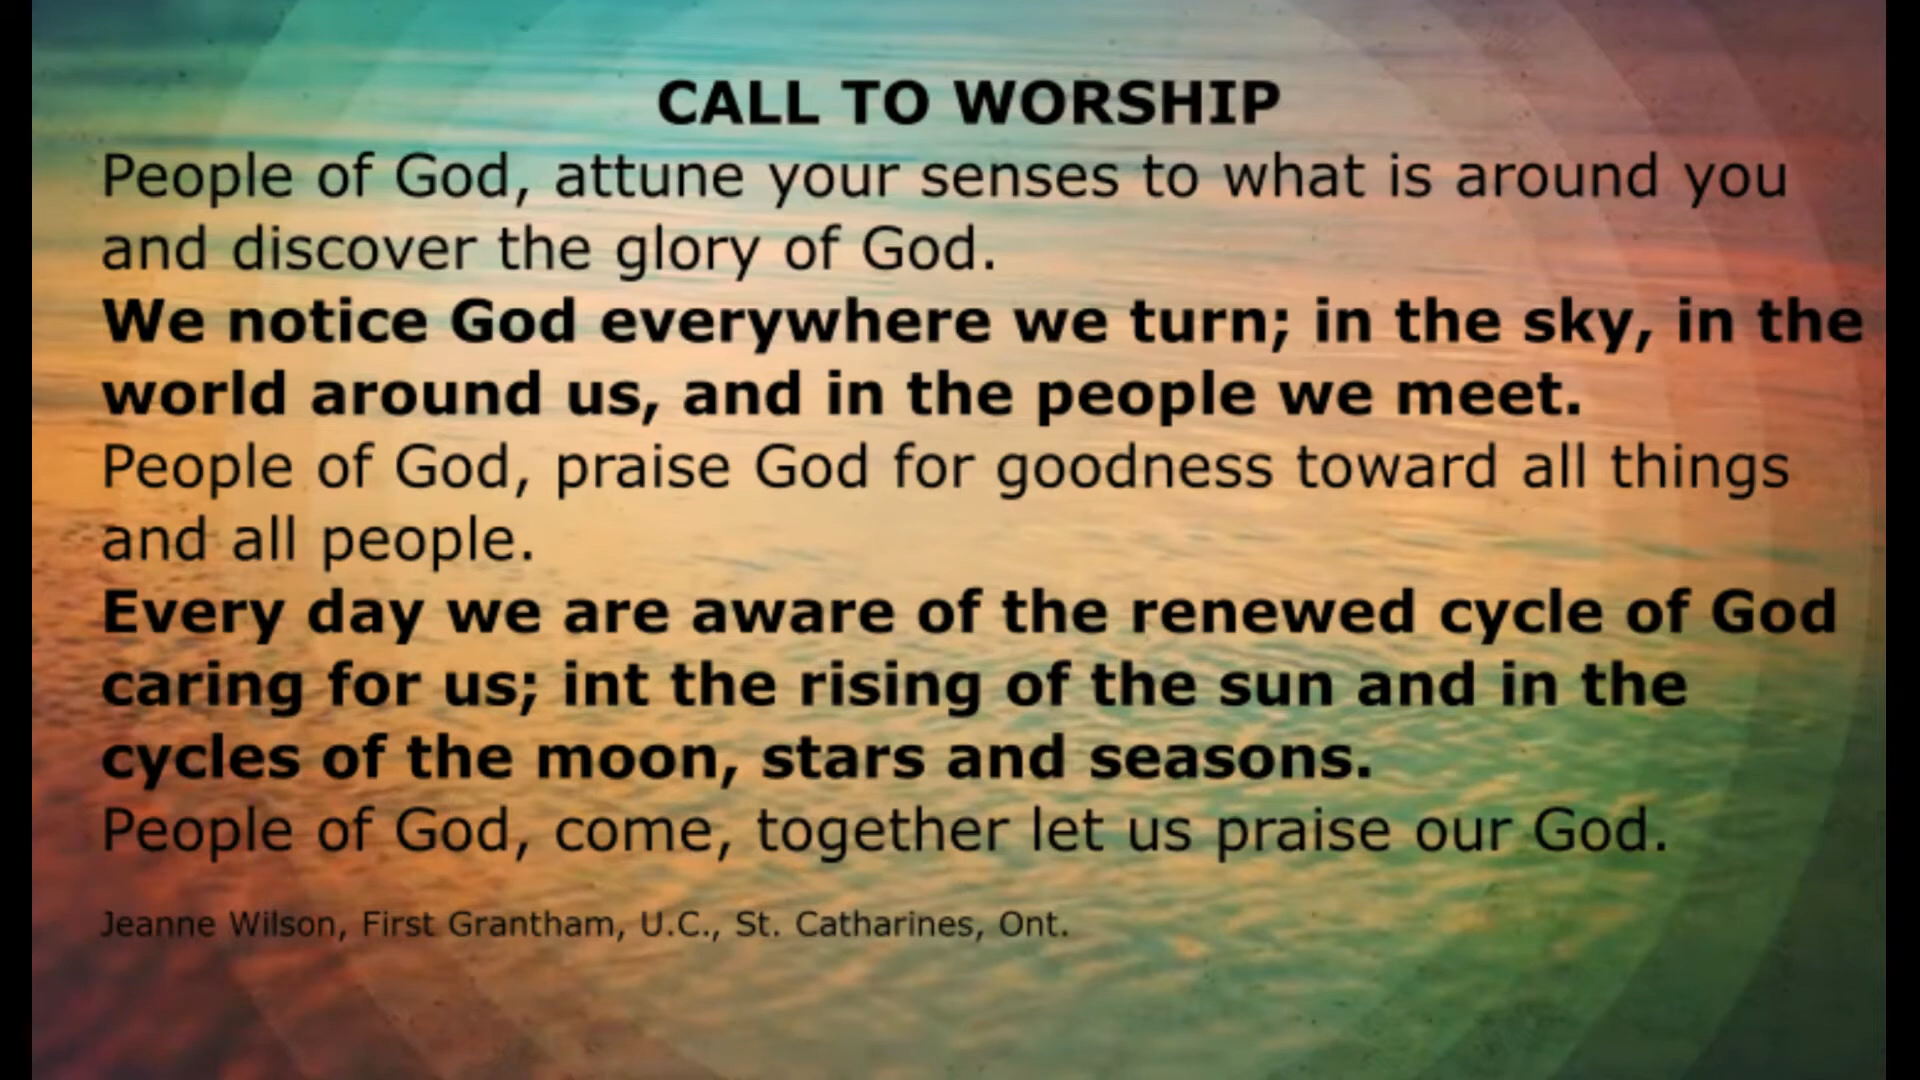 CALL TO WORSHIP
People of God, attune your senses to what is around you
and discover the glory of God.
We notice God everywhere we turn; in the sky, in the
world around us, and in the people we meet.
People of God, praise God for goodness toward all things
and all people.
Every day we are aware of the renewed cycle of God
caring for us; int the rising of the sun and in the
cycles of the moon, stars and seasons.
People of God, come, together let us praise our God.
Jeanne Wilson, First Grantham, U.C., St. Catharines, Ont.